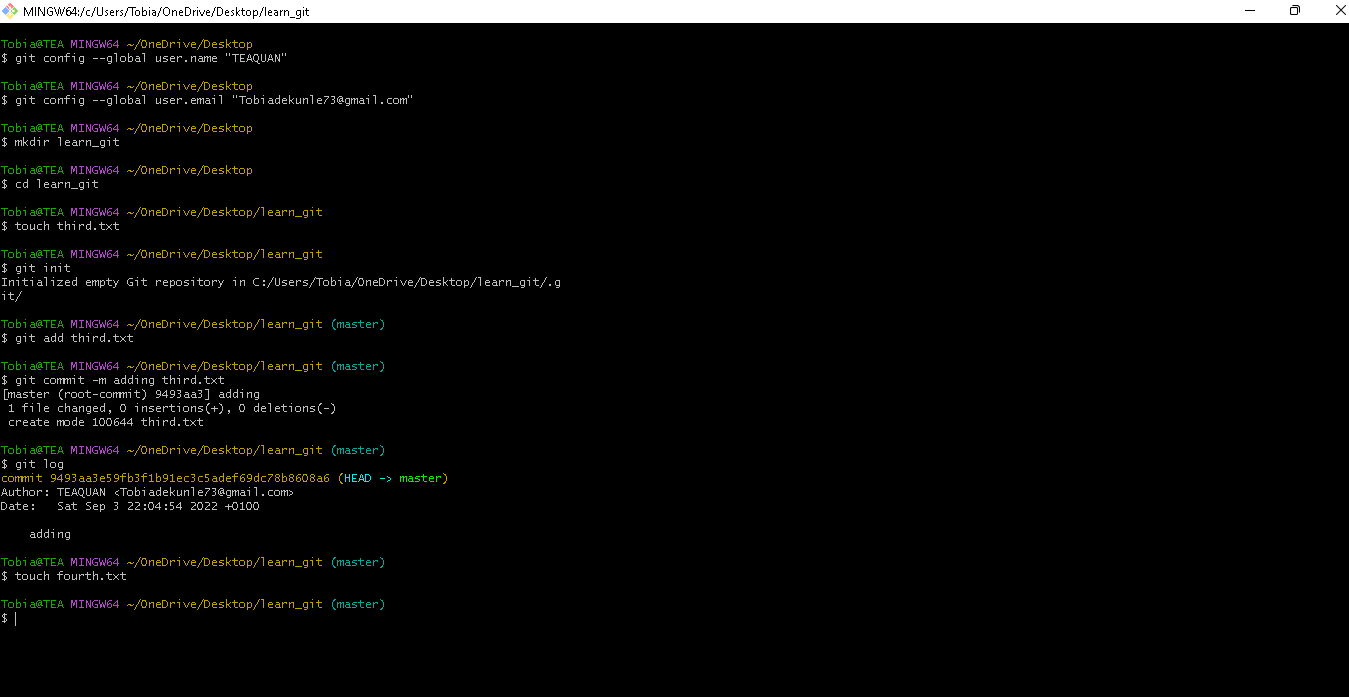 MINGW64:/c/Users/Tobia/OneDrive/Desktop/learn_git
Tobia@TEA MINGW64 ~/OneDrive/Desktop
$ git config --global user.name "TEAQUAN"
Tobia@TEA MINGW64 ~/OneDrive/Desktop
$ git config --global user.email "Tobiadekunle73@gmail.com"
Tobia@TEA MINGW64 ~/OneDrive/Desktop
$ mkdir learn_git
Tobia@TEA MINGW64 ~/OneDrive/Desktop
$ cd learn_git
Tobia@TEA MINGW64 ~/OneDrive/Desktop/learn_git
$ touch third.txt
Tobia@TEA MINGW64 ~/OneDrive/Desktop/learn_git
$ git init
Initialized empty Git repository in C:/Users/Tobia/OneDrive/Desktop/learn_git/.g
it/
Tobia@TEA MINGW64 ~/OneDrive/Desktop/learn_git (master)
$ git add third.txt
Tobia@TEA MINGW64 ~/OneDrive/Desktop/learn_git (master)
$ git commit -m adding third.txt
[master (root-commit) 9493aa3] adding
 1 file changed, 0 insertions(+), 0 deletions(-)
 create mode 100644 third.txt
Tobia@TEA MINGW64 ~/OneDrive/Desktop/learn_git (master)
$ git log
commit 9493aa3e59fb3f1b91ec3c5adef69dc78b8608a6 (HEAD -> master)
Author: TEAQUAN <Tobiadekunle73@gmail.com>
Date:   Sat Sep 3 22:04:54 2022 +0100
    adding
Tobia@TEA MINGW64 ~/OneDrive/Desktop/learn_git (master)
$ touch fourth.txt
Tobia@TEA MINGW64 ~/OneDrive/Desktop/learn_git (master)
$